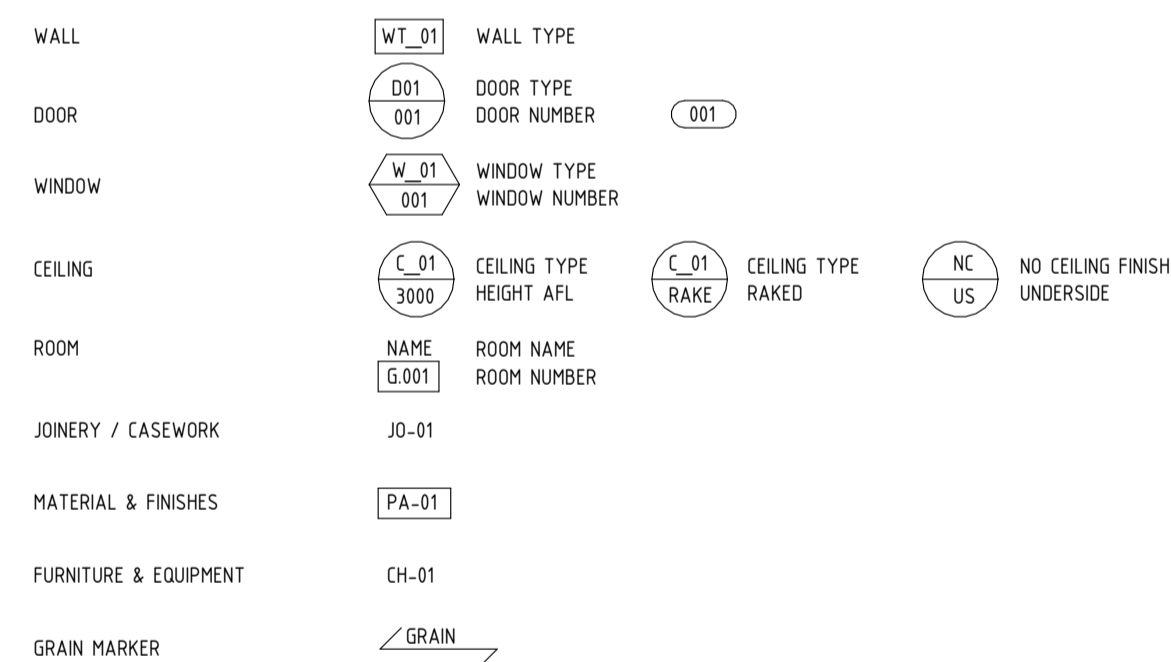 WALL WT_01 WALL TYPE
D01 DOOR TYPE
DOOR 001 DOOR NUMBER 001
W_01 WINDOW TYPE
WINDOW 001 WINDOW NUMBER
CEILING C_01 CEILING TYPE C_01 CEILING TYPE NC NO CEILING FINISH
3000 HEIGHT AFL RAKE RAKED US UNDERSIDE
ROOM NAME ROOM NAME
G.001 ROOM NUMBER
JOINERY / CASEWORK JO-01
MATERIAL & FINISHES PA-01
FURNITURE & EQUIPMENT CH-01
GRAIN MARKER GRAIN